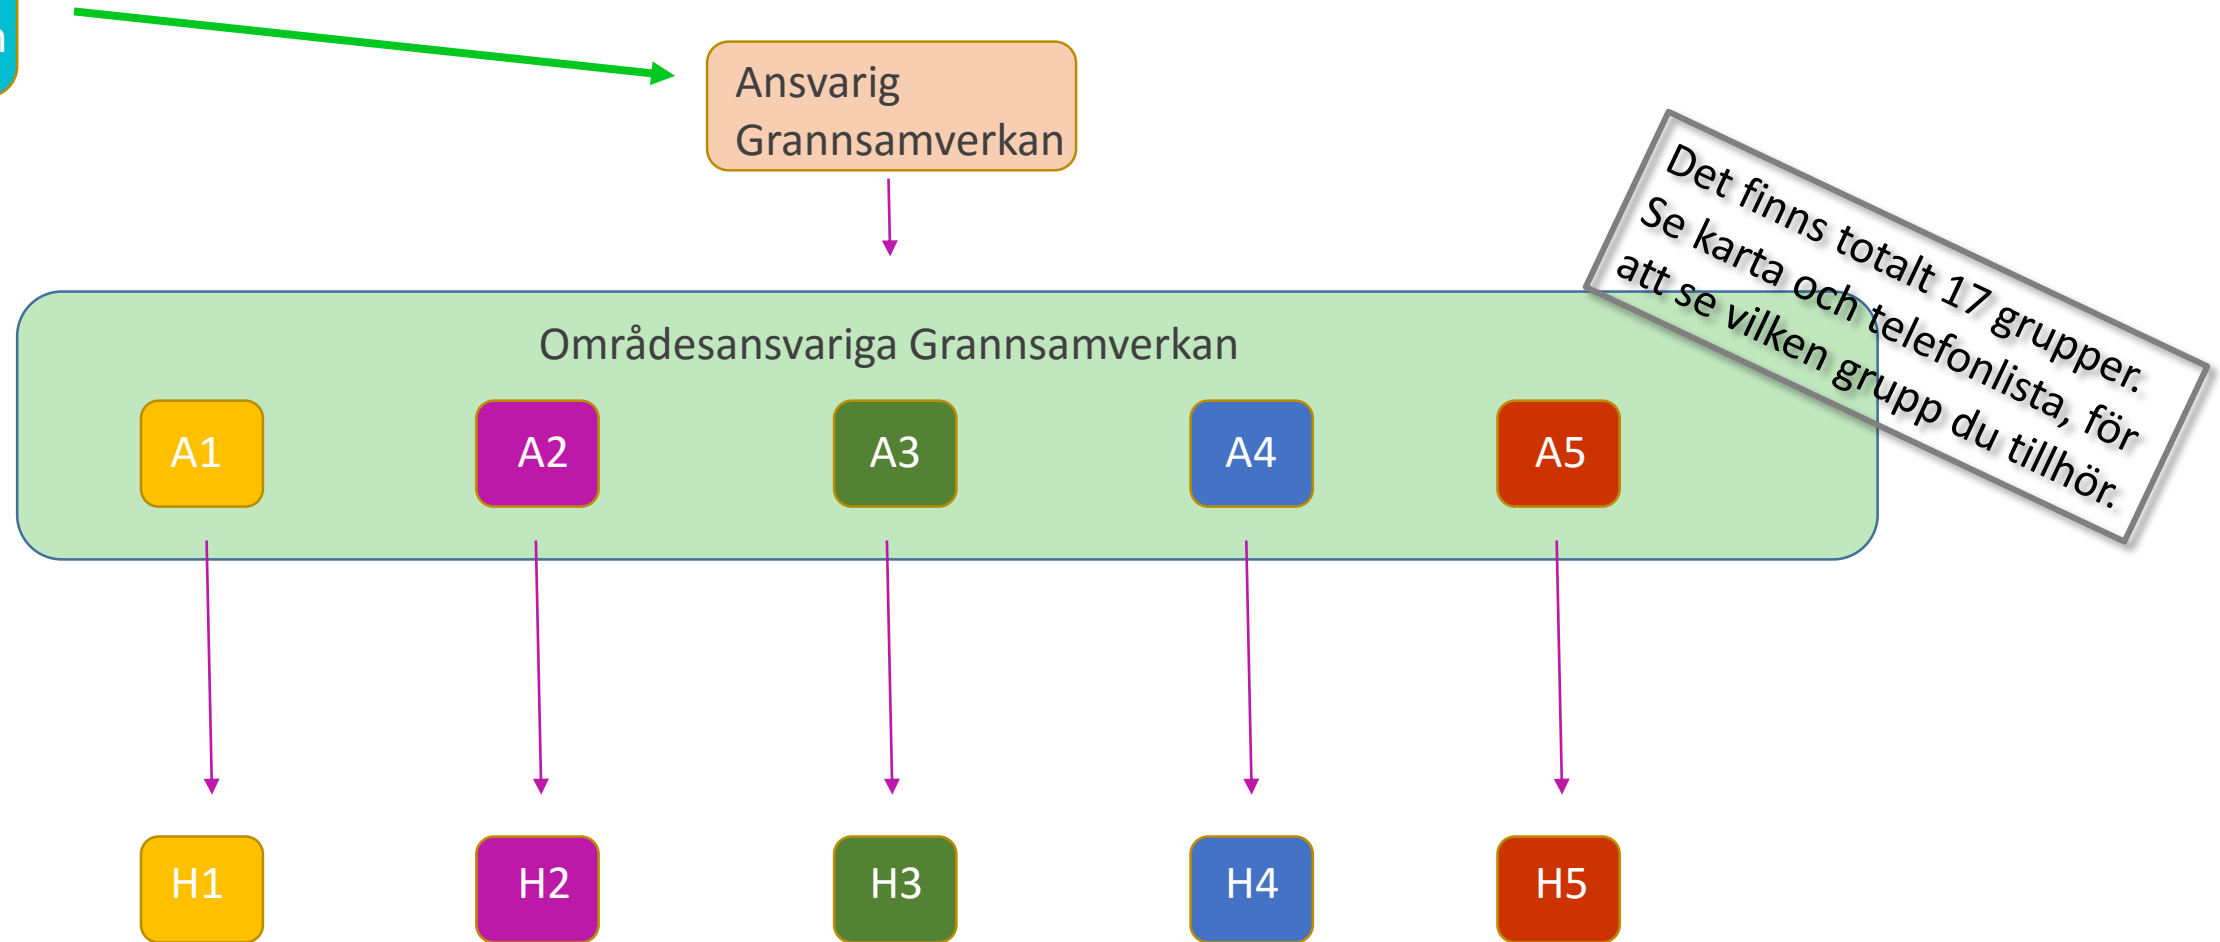 Ansvarig
Grannsamverkan
Det finns totalt 17 grupper.
Se karta och telefonlista, för
att se vilken grupp du tillhör.
Områdesansvariga Grannsamverkan
A1 A2 A3 A4 A5
H1 H2 H3 H4 H5